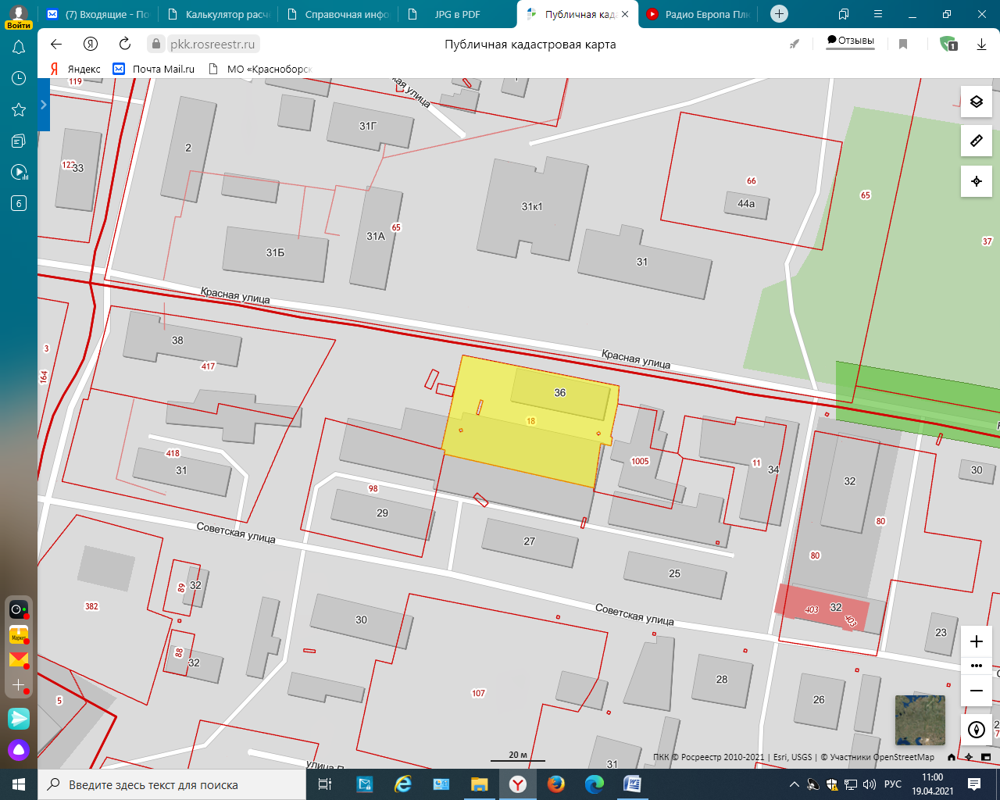 (7) Входящие - По
Калькулятор расч
Справочная инфо
JPG в PDF
Публичная када
Радио Европа Плю
Войти
pkk.rosreestr.ru
Публичная кадастровая карта
Отзывы
1
Яндекс
Почта Mail.ru
МО «Красноборск
6
119
31Г
2
33
31к1
66
44а
65
65
37
31А
31Б
31
Красная улица
38
3
417
164
Красная улица
36
18
418
31
1005
11
34
32
30
98
29
80
27
Советская улица
80
25
32
89
382
403
32
403
Советская улица
30
23
88
32
28
26
107
5
31
20 м
ПКК © Росреестр 2010-2021 | Esri, USGS | © Участники OpenStreetMap
Введите здесь текст для поиска
РУС
11:00
19.04.2021